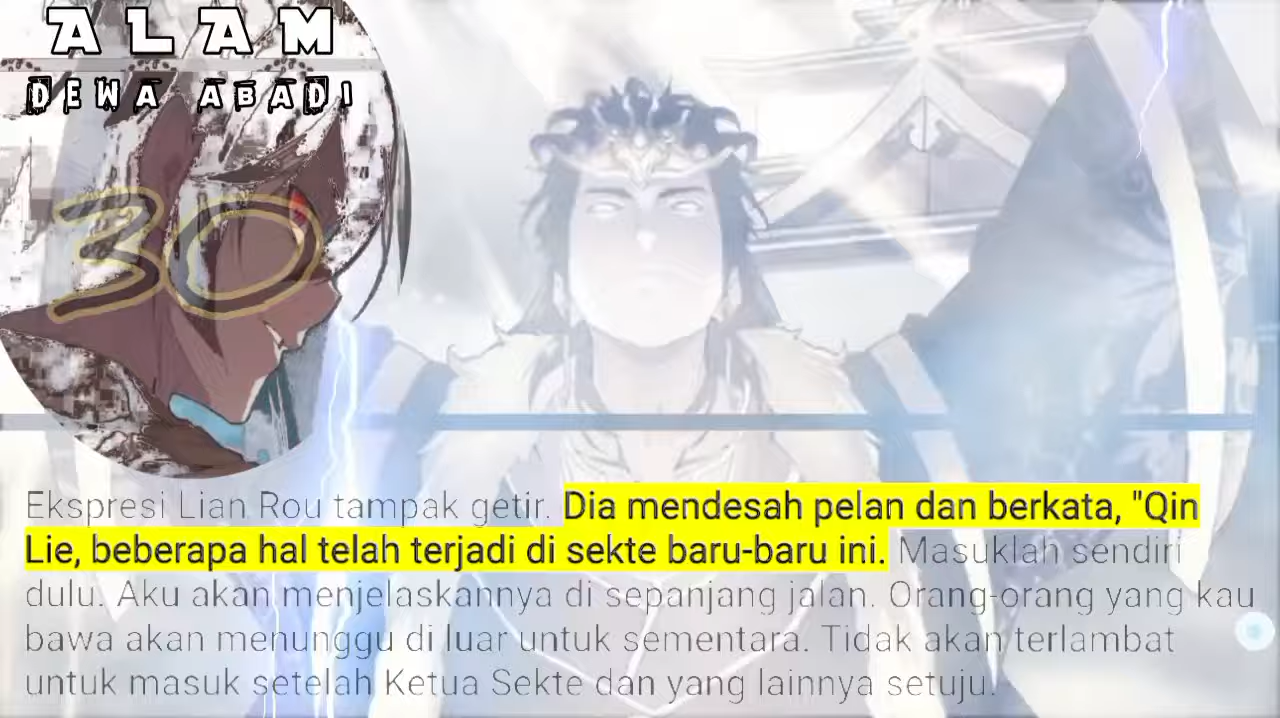 ALAM
DEWA ABADI
30
Ekspresi Lian Rou tampak getir. Dia mendesah pelan dan berkata, "Qin
Lie, beberapa hal telah terjadi di sekte baru-baru ini. Masuklah sendiri
dulu. Aku akan menjelaskannya di sepanjang jalan. Orang-orang yang kau
bawa akan menunggu di luar untuk sementara. Tidak akan terlambat
untuk masuk setelah Ketua Sekte dan yang lainnya setuju.